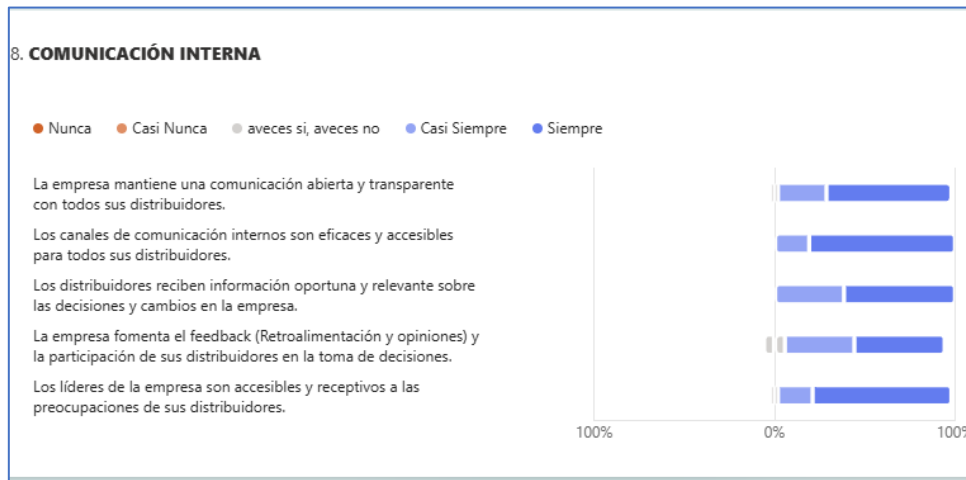 8. COMUNICACIÓN INTERNA
Nunca Casi Nunca aveces si, aveces no Casi Siempre Siempre
La empresa mantiene una comunicación abierta y transparente
con todos sus distribuidores.
Los canales de comunicación internos son eficaces y accesibles
para todos sus distribuidores.
Los distribuidores reciben información oportuna y relevante sobre
las decisiones y cambios en la empresa.
La empresa fomenta el feedback (Retroalimentación y opiniones) y
la participación de sus distribuidores en la toma de decisiones.
Los líderes de la empresa son accesibles y receptivos a las
preocupaciones de sus distribuidores.
100% 0% 100%